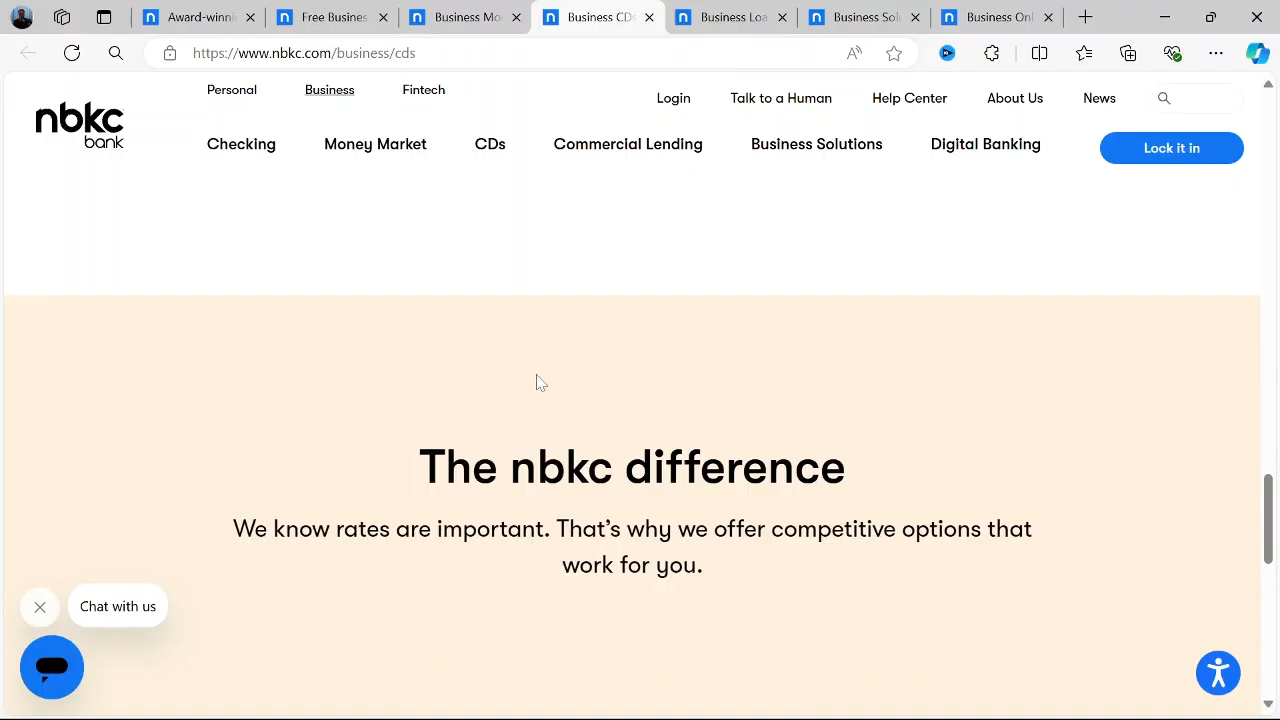 Award-winni
Free Busines
Business Mo
Business CDs
Business Loa
Business Solu
Business Onl
https://www.nbkc.com/business/cds
Personal
Business
Fintech
Login
Talk to a Human
Help Center
About Us
News
nbkc
bank
Checking
Money Market
CDs
Commercial Lending
Business Solutions
Digital Banking
Lock it in
The nbkc difference
We know rates are important. That's why we offer competitive options that
work for you.
Chat with us